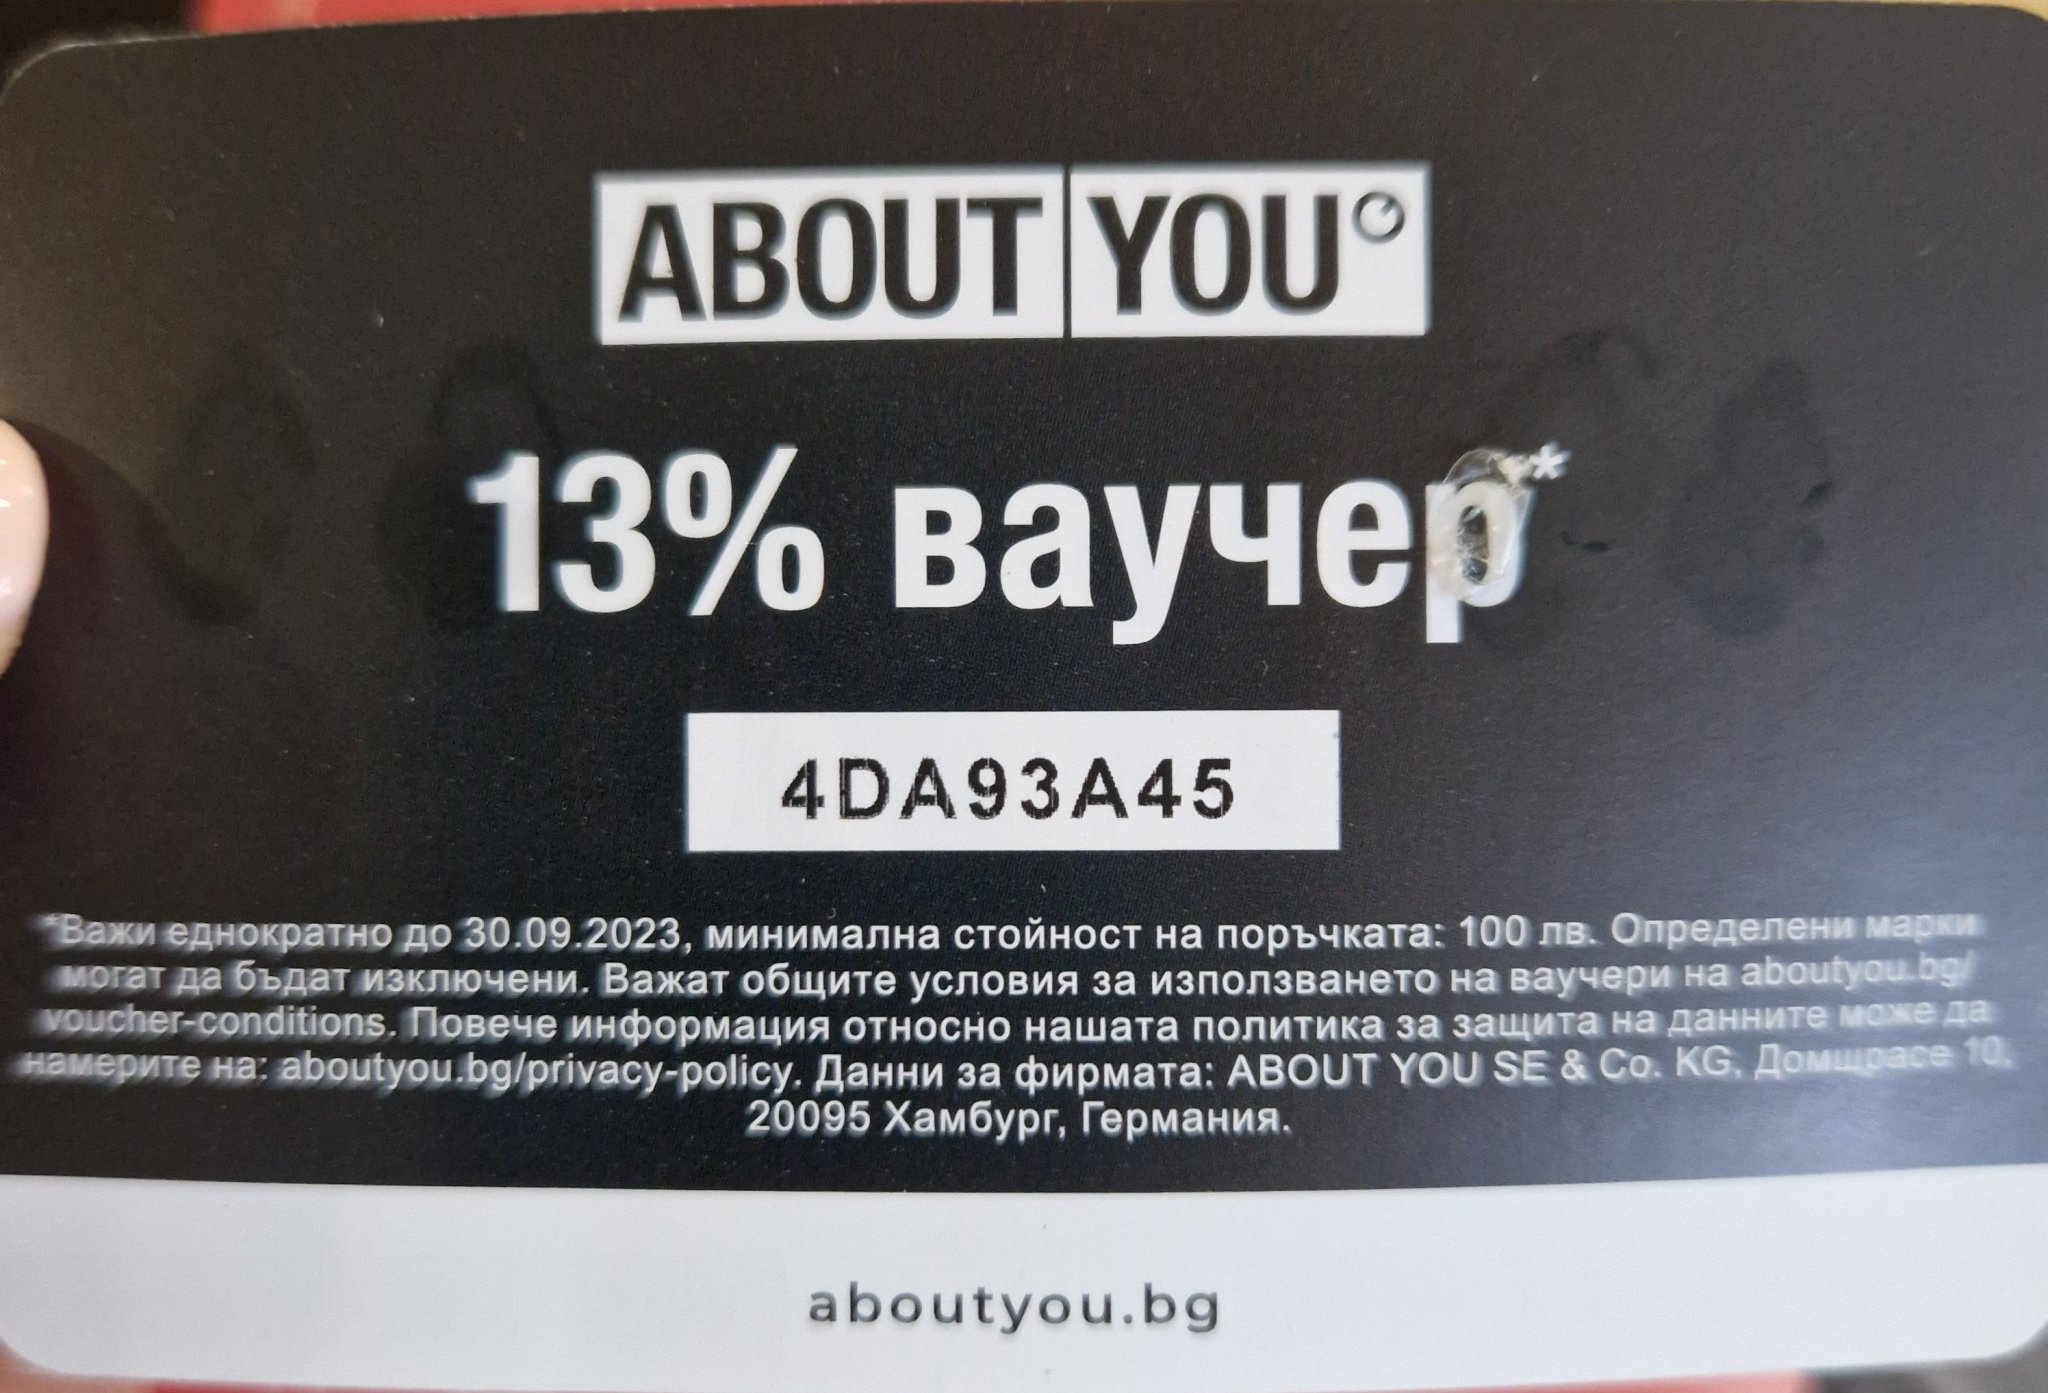 ABOUT YOU°
13% ваучер*
4DA93A45
*Важи еднократно до 30.09.2023, минимална стойност на поръчката: 100 лв. Определени марки
могат да бъдат изключени. Важат общите условия за използването на ваучери на aboutyou.bg/
voucher-conditions. Повече информация относно нашата политика за защита на данните може да
намерите на: aboutyou.bg/privacy-policy. Данни за фирмата: ABOUT YOU SE & Co. KG, Домщрасе 10,
20095 Хамбург, Германия.
aboutyou.bg